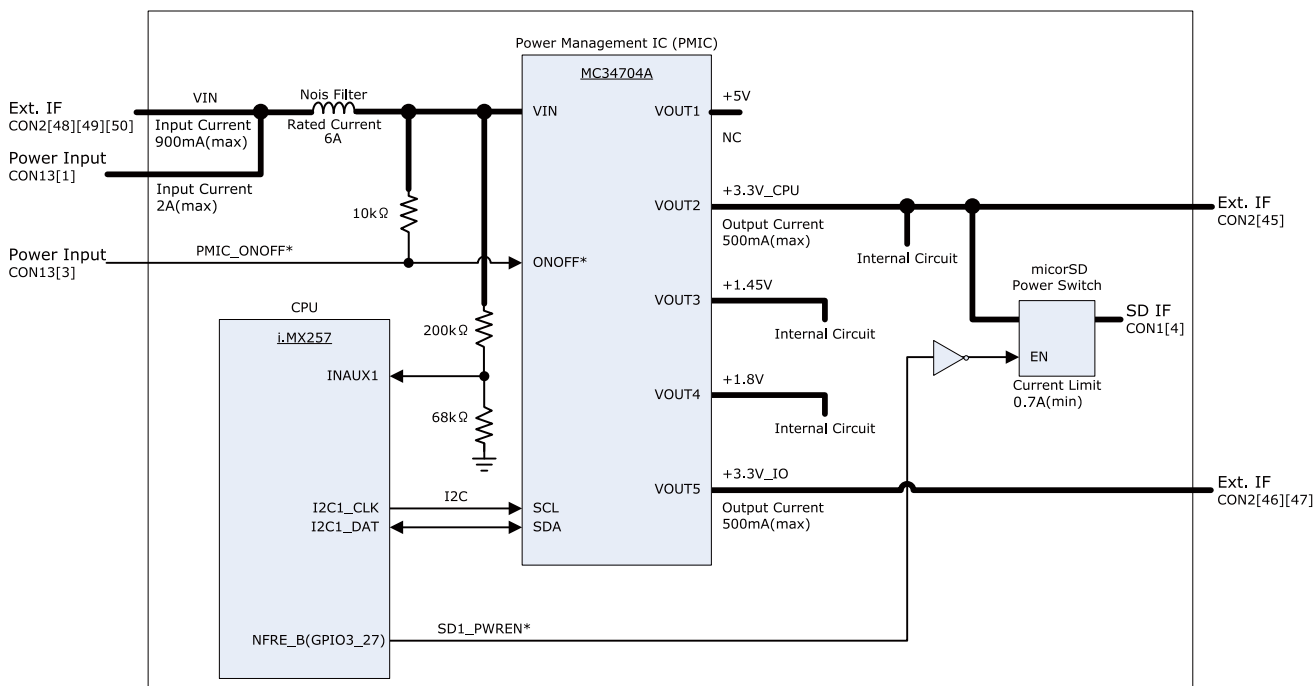 Power Management IC (PMIC)
MC34704A
Ext. IF
CON2[48][49][50]
VIN
Input Current
900mA(max)
Nois Filter
Rated Current
6A
Power Input
CON13[1]
Input Current
2A(max)
10kΩ
Power Input
CON13[3]
PMIC_ONOFF*
VIN
ONOFF*
SCL
SDA
VOUT1
VOUT2
VOUT3
VOUT4
VOUT5
+5V
NC
+3.3V_CPU
Output Current
500mA(max)
Internal Circuit
Ext. IF
CON2[45]
micorSD
Power Switch
EN
Current Limit
0.7A(min)
SD IF
CON1[4]
+1.45V
Internal Circuit
+1.8V
Internal Circuit
+3.3V_IO
Output Current
500mA(max)
Ext. IF
CON2[46][47]
CPU
i.MX257
INAUX1
200kΩ
68kΩ
I2C1_CLK
I2C1_DAT
I2C
NFRE_B(GPIO3_27)
SD1_PWREN*